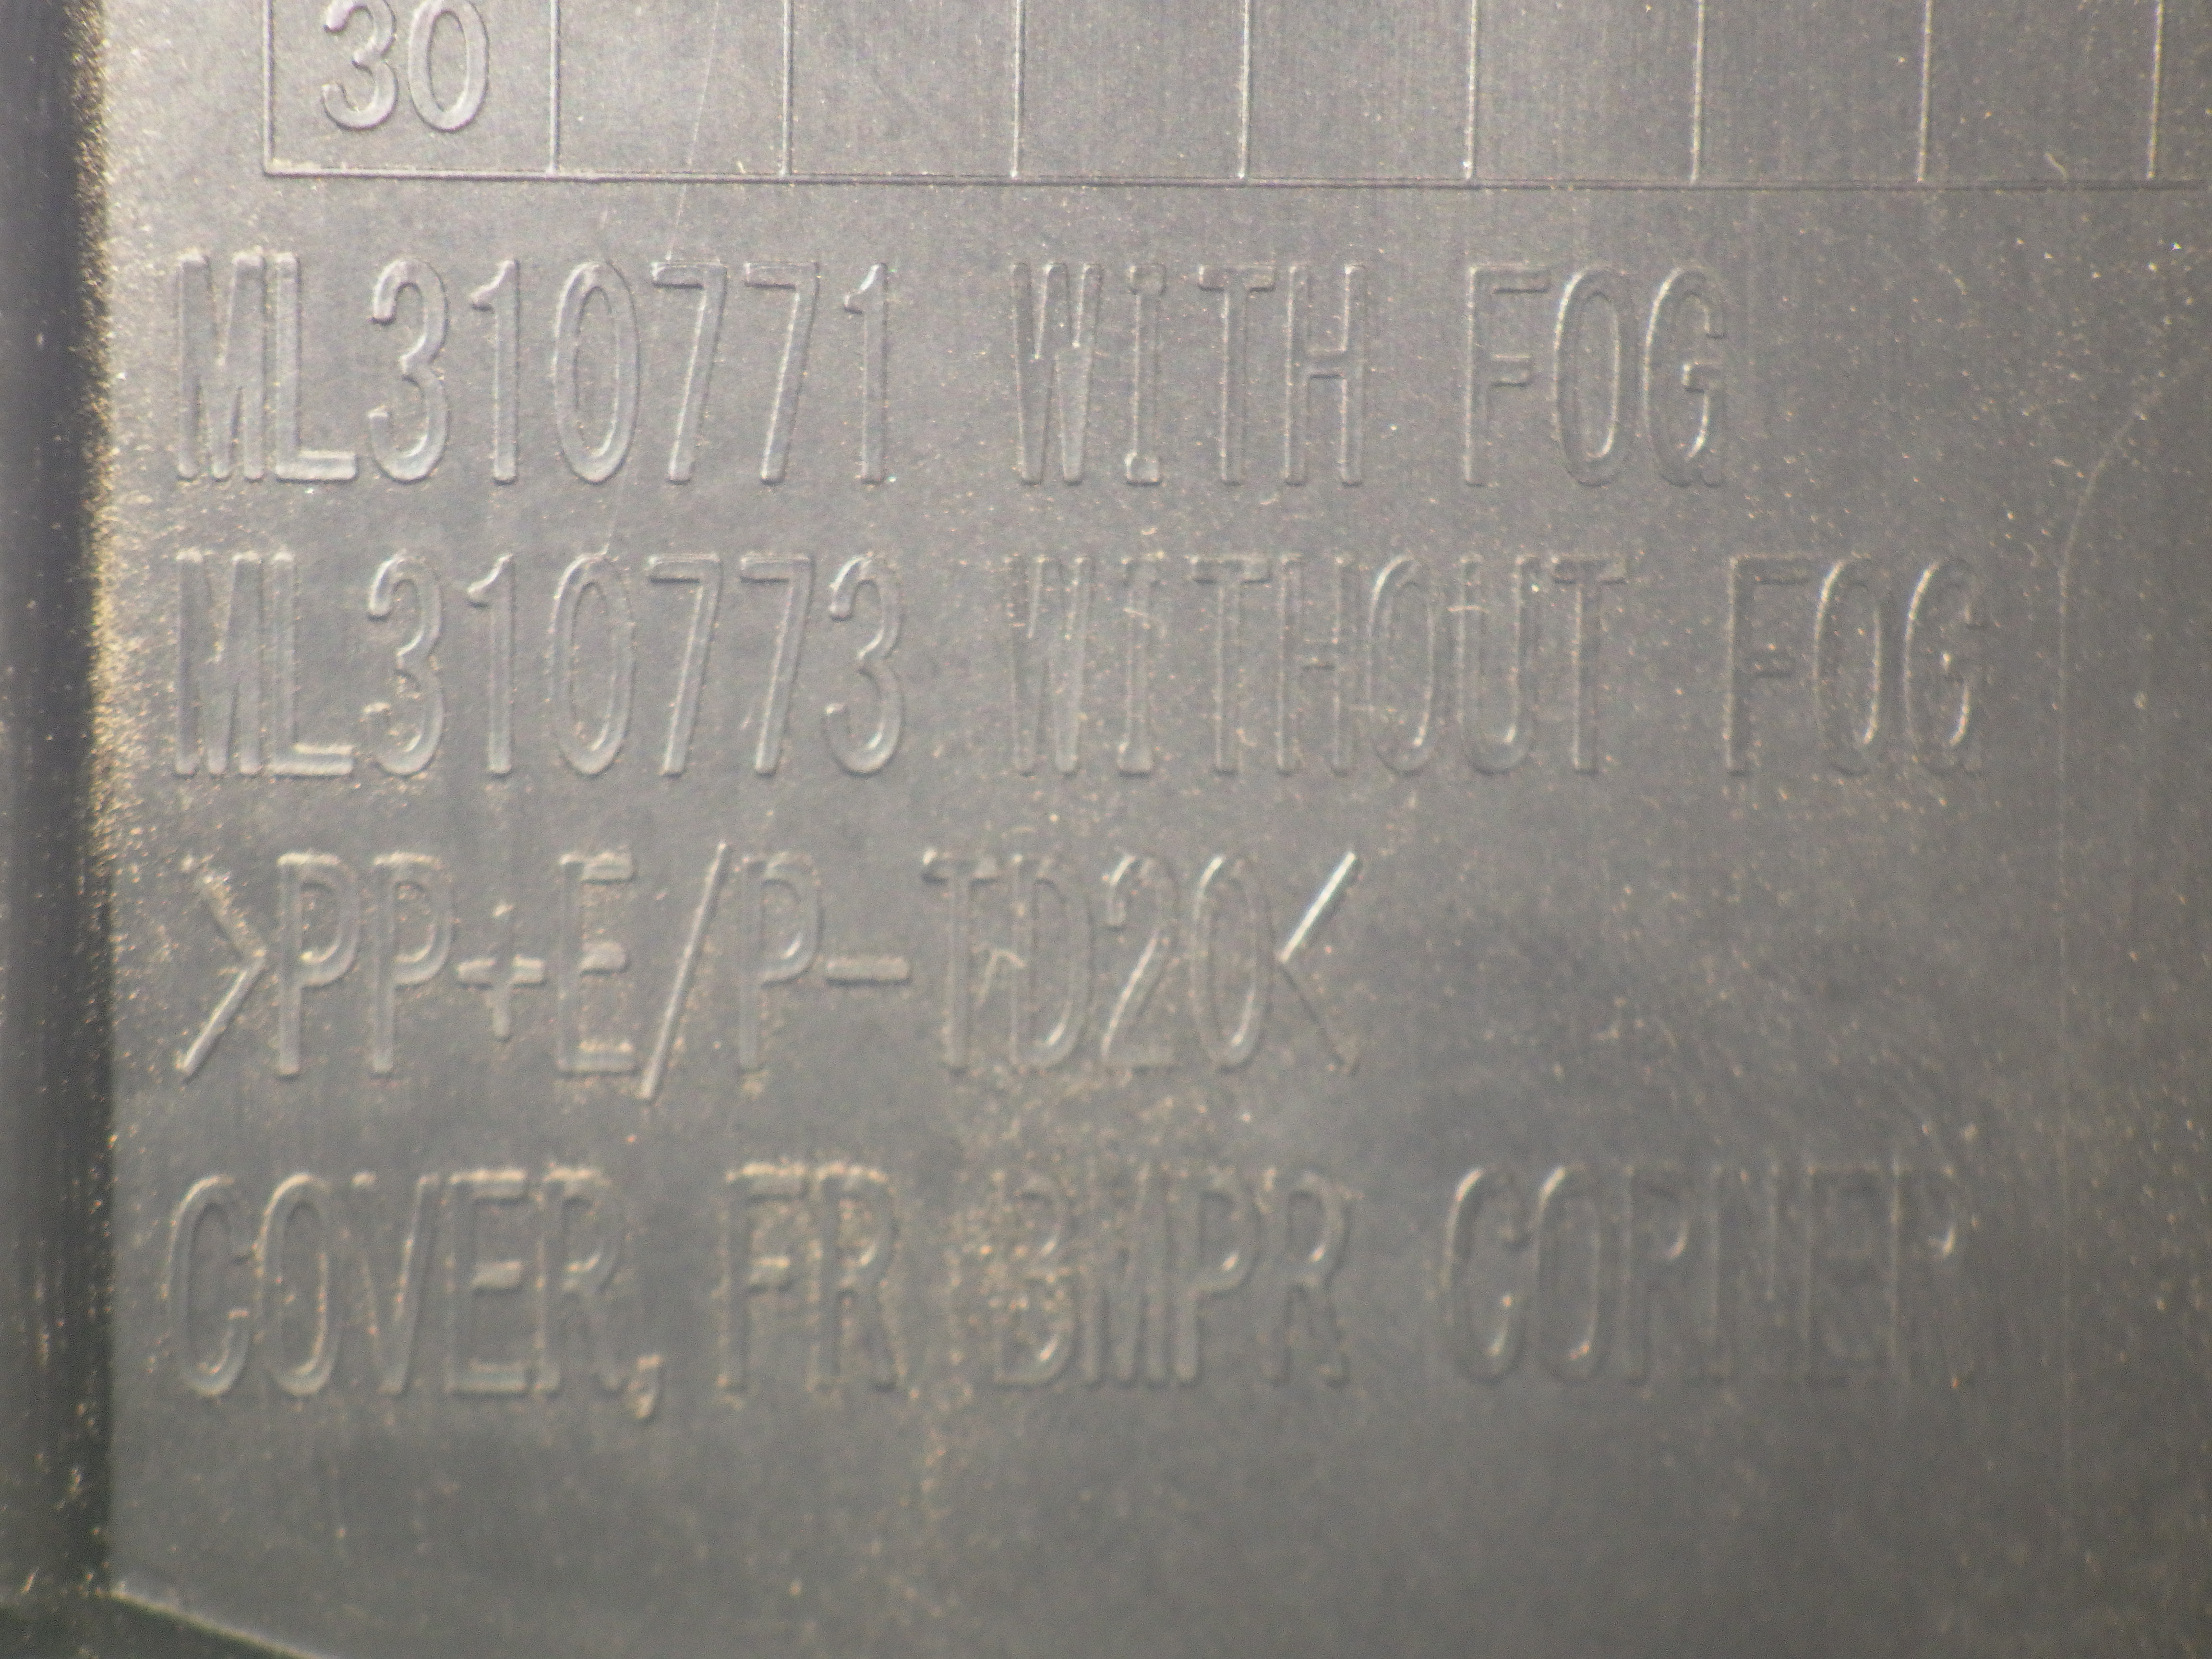 30
ML310771 WITH FOG
ML310773 WITHOUT FOG
>PP+E/P-TD20<
COVER, FR BMPR CORNER